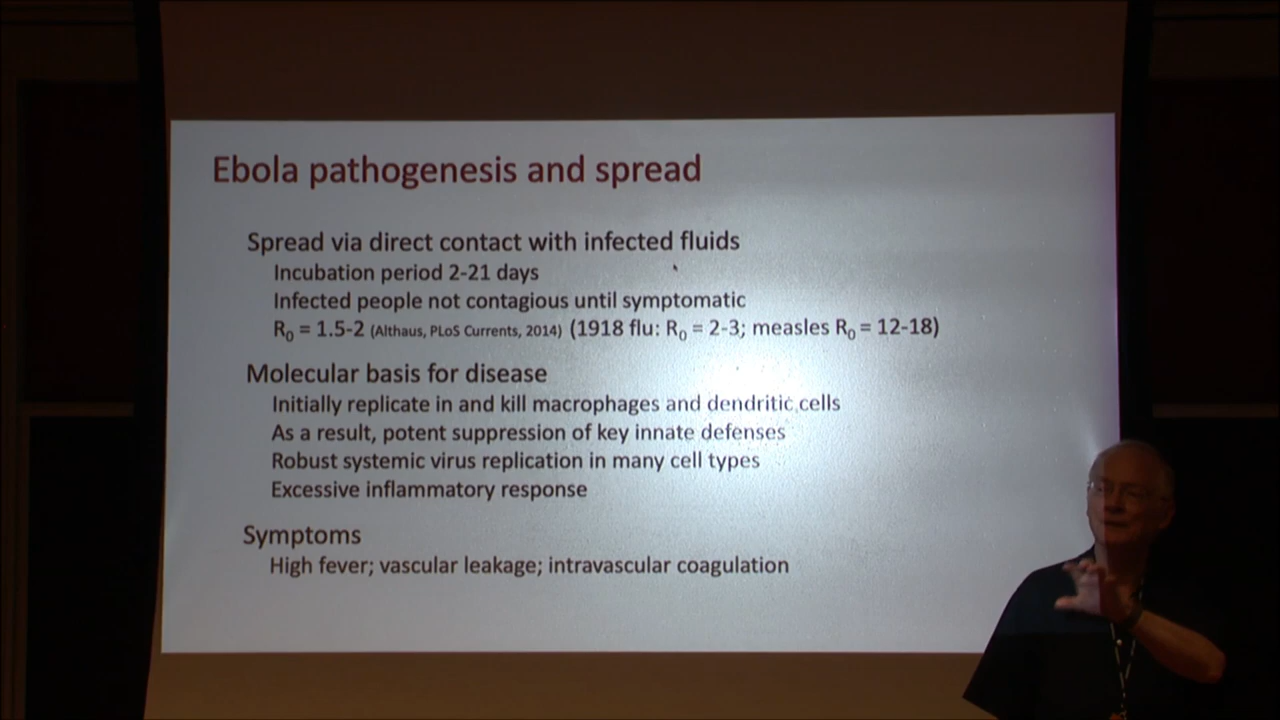 Ebola pathogenesis and spread
Spread via direct contact with infected fluids
Incubation period 2-21 days
Infected people not contagious until symptomatic
R₀ = 1.5-2 (Althaus, PLoS Currents, 2014) (1918 flu: R₀ = 2-3; measles R₀ = 12-18)
Molecular basis for disease
Initially replicate in and kill macrophages and dendritic cells
As a result, potent suppression of key innate defenses
Robust systemic virus replication in many cell types
Excessive inflammatory response
Symptoms
High fever; vascular leakage; intravascular coagulation